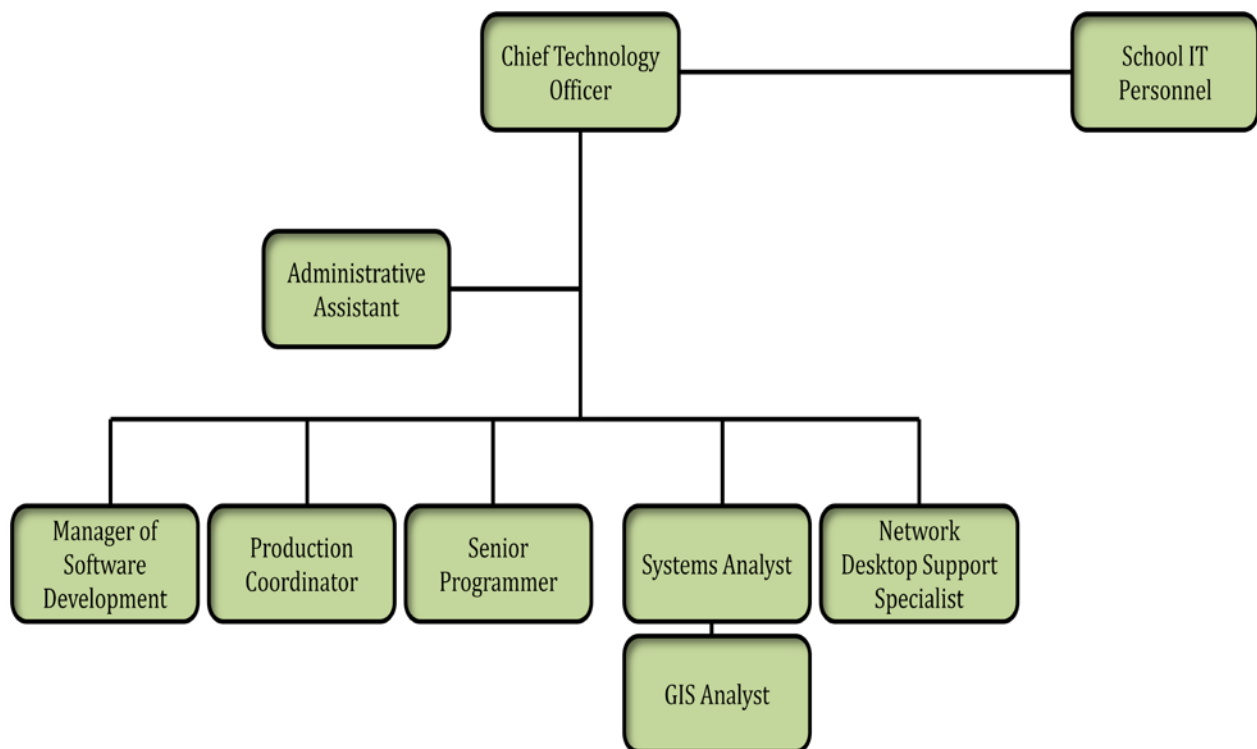 Chief Technology
Officer
School IT
Personnel
Administrative
Assistant
Manager of
Software
Development
Production
Coordinator
Senior
Programmer
Systems Analyst
Network
Desktop Support
Specialist
GIS Analyst